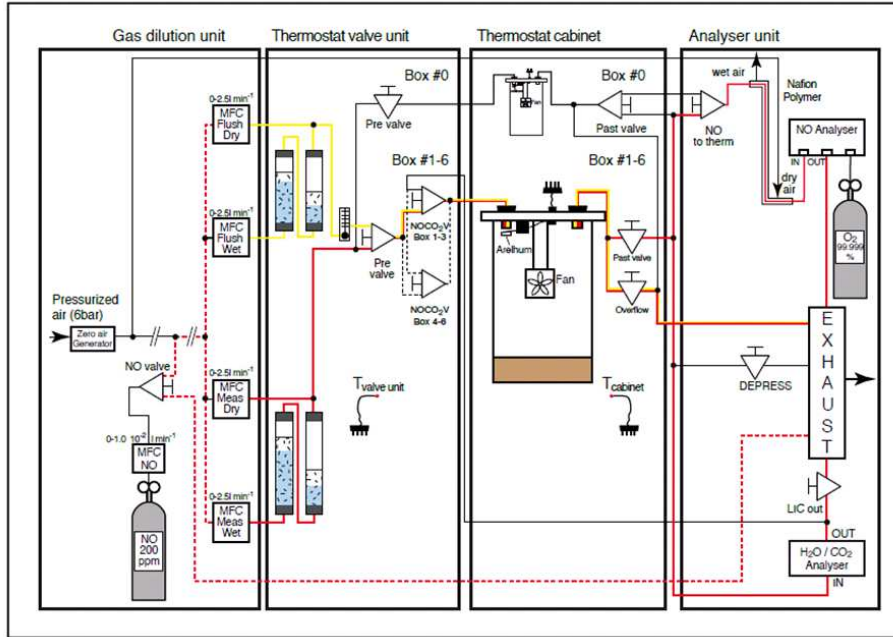 Gas dilution unit
Thermostat valve unit
Thermostat cabinet
Analyser unit
Box #0
Box #0
wet air
Nafion
Polymer
0-2.5l min⁻¹
MFC
Flush
Dry
Fan
Pre valve
Past valve
NO
to therm
NO Analyser
IN
OUT
Box #1-6
Box #1-6
dry
air
0-2.5l min⁻¹
MFC
Flush
Wet
NOCO₂V
Box 1-3
Pre
valve
Arelhum
Fan
Past valve
O₂
99.999
%
NOCO₂V
Box 4-6
Overflow
Pressurized
air (6bar)
Zero air
Generator
NO valve
0-2.5l min⁻¹
MFC
Meas
Dry
T valve unit
T cabinet
DEPRESS
EXHAUST
0-1.0 10⁻² l min⁻¹
MFC
NO
0-2.5l min⁻¹
MFC
Meas
Wet
LIC out
NO
200
ppm
OUT
H₂O / CO₂
Analyser
IN